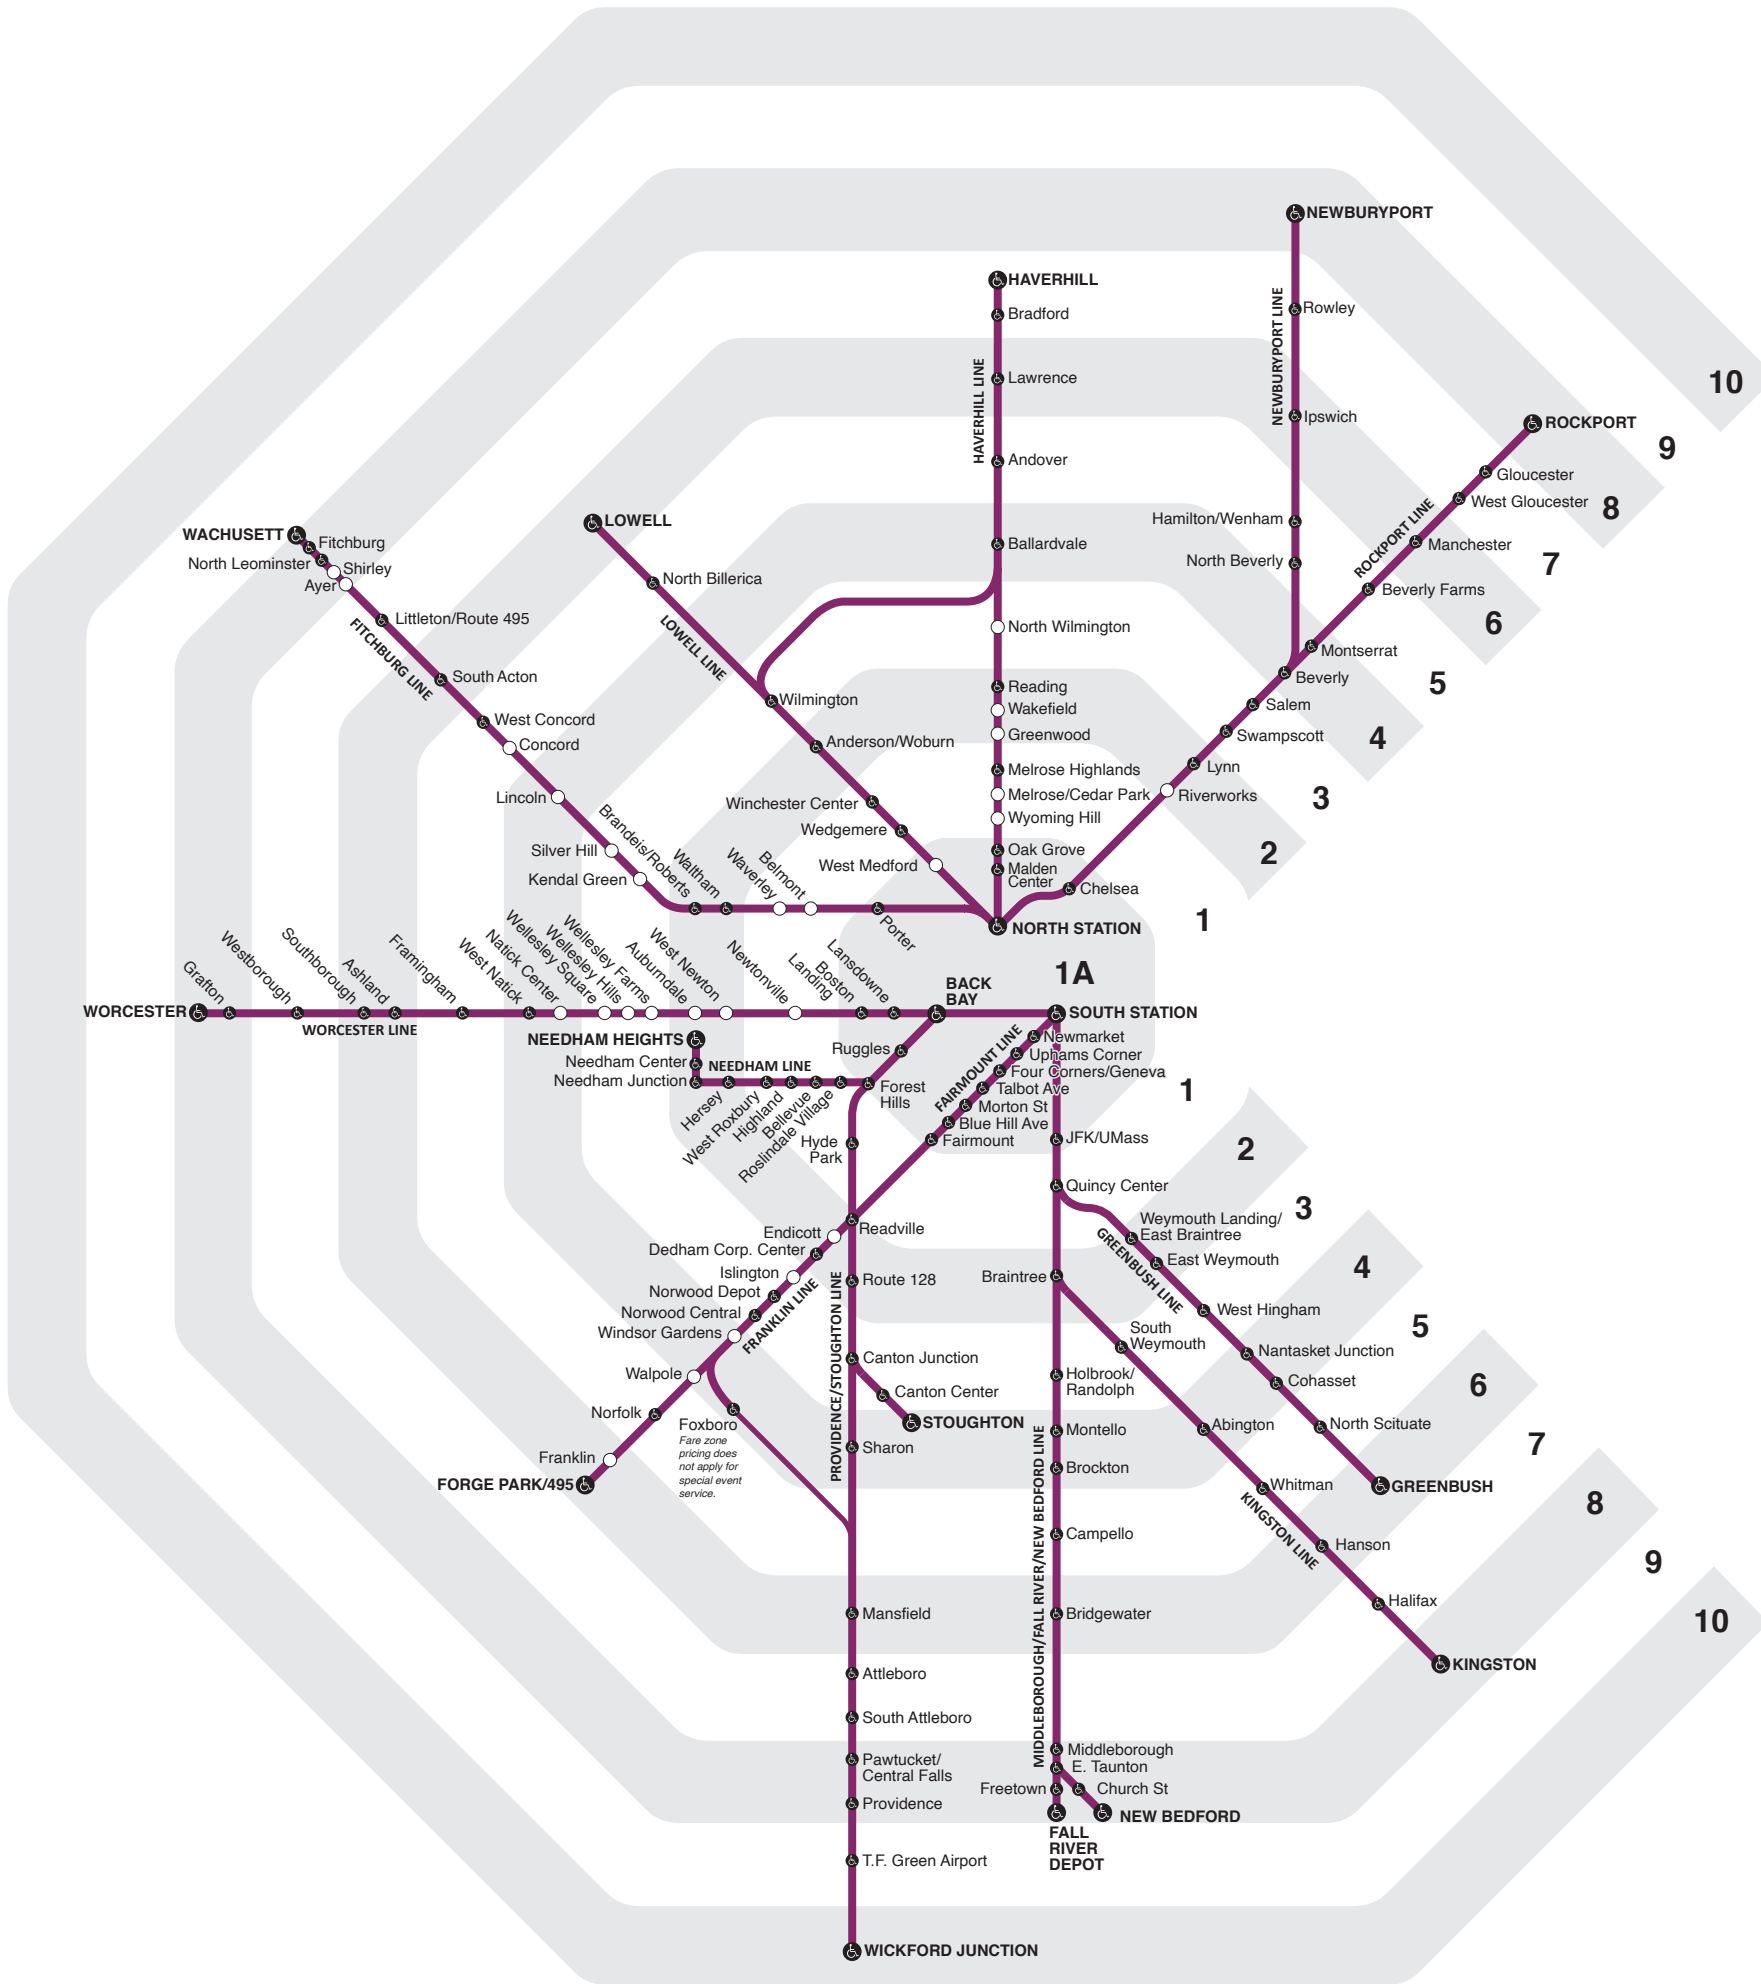 NEWBURYPORT
HAVERHILL
Bradford
Rowley
NEWBURYPORT LINE
Lawrence
HAVERHILL LINE
10
Ipswich
ROCKPORT
9
Andover
Gloucester
West Gloucester
8
ROCKPORT LINE
Hamilton/Wenham
LOWELL
WACHUSETT
Fitchburg
North Leominster
Shirley
Ayer
Ballardvale
Manchester
7
North Beverly
North Billerica
Beverly Farms
Littleton/Route 495
FITCHBURG LINE
LOWELL LINE
North Wilmington
6
Montserrat
South Acton
Beverly
5
Reading
Wilmington
Wakefield
Salem
West Concord
Greenwood
Swampscott
4
Concord
Anderson/Woburn
Melrose Highlands
Lynn
Lincoln
Melrose/Cedar Park
Riverworks
3
Winchester Center
Wyoming Hill
Wedgemere
Silver Hill
Brandeis/Roberts
Waltham
Waverley
Belmont
West Medford
Oak Grove
2
Malden
Center
Kendal Green
Chelsea
Porter
NORTH STATION
1
1A
Grafton
Westborough
Southborough
Ashland
Framingham
West Natick
Natick Center
Wellesley Square
Wellesley Hills
Wellesley Farms
Auburndale
West Newton
Newtonville
Boston
Landing
Lansdowne
BACK
BAY
WORCESTER
WORCESTER LINE
SOUTH STATION
NEEDHAM HEIGHTS
Needham Center
NEEDHAM LINE
Needham Junction
Ruggles
FAIRMOUNT LINE
Newmarket
Uphams Corner
Four Corners/Geneva
Talbot Ave
Morton St
Blue Hill Ave
Fairmount
Forest
Hills
Hersey
West Roxbury
Highland
Bellevue
Roslindale Village
1
Hyde
Park
JFK/UMass
2
Quincy Center
3
Weymouth Landing/
East Braintree
Endicott
Readville
Dedham Corp. Center
East Weymouth
GREENBUSH LINE
4
Islington
Route 128
Braintree
Norwood Depot
Norwood Central
West Hingham
5
Windsor Gardens
FRANKLIN LINE
PROVIDENCE/STOUGHTON LINE
South
Weymouth
Nantasket Junction
Canton Junction
Walpole
Holbrook/
Randolph
Cohasset
6
Canton Center
Norfolk
STOUGHTON
Foxboro
Fare zone
pricing does
not apply for
special event
service.
Abington
North Scituate
Montello
7
Sharon
Franklin
Brockton
FORGE PARK/495
Whitman
GREENBUSH
8
MIDDLEBOROUGH/FALL RIVER/NEW BEDFORD LINE
KINGSTON LINE
Campello
Hanson
9
Mansfield
Bridgewater
Halifax
10
Attleboro
KINGSTON
South Attleboro
Pawtucket/
Central Falls
Middleborough
E. Taunton
Freetown
Church St
Providence
NEW BEDFORD
FALL
RIVER
DEPOT
T.F. Green Airport
WICKFORD JUNCTION